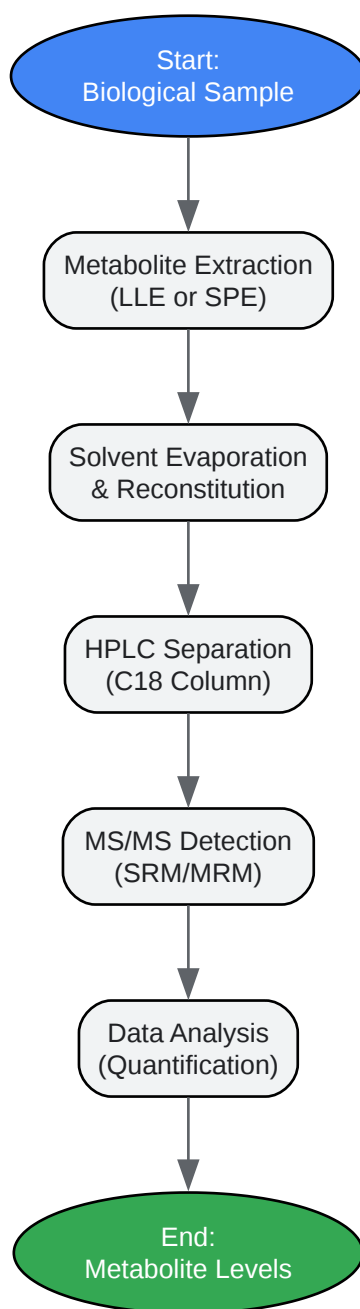 Start:
Biological Sample
Metabolite Extraction
(LLE or SPE)
Solvent Evaporation
& Reconstitution
HPLC Separation
(C18 Column)
MS/MS Detection
(SRM/MRM)
Data Analysis
(Quantification)
End:
Metabolite Levels